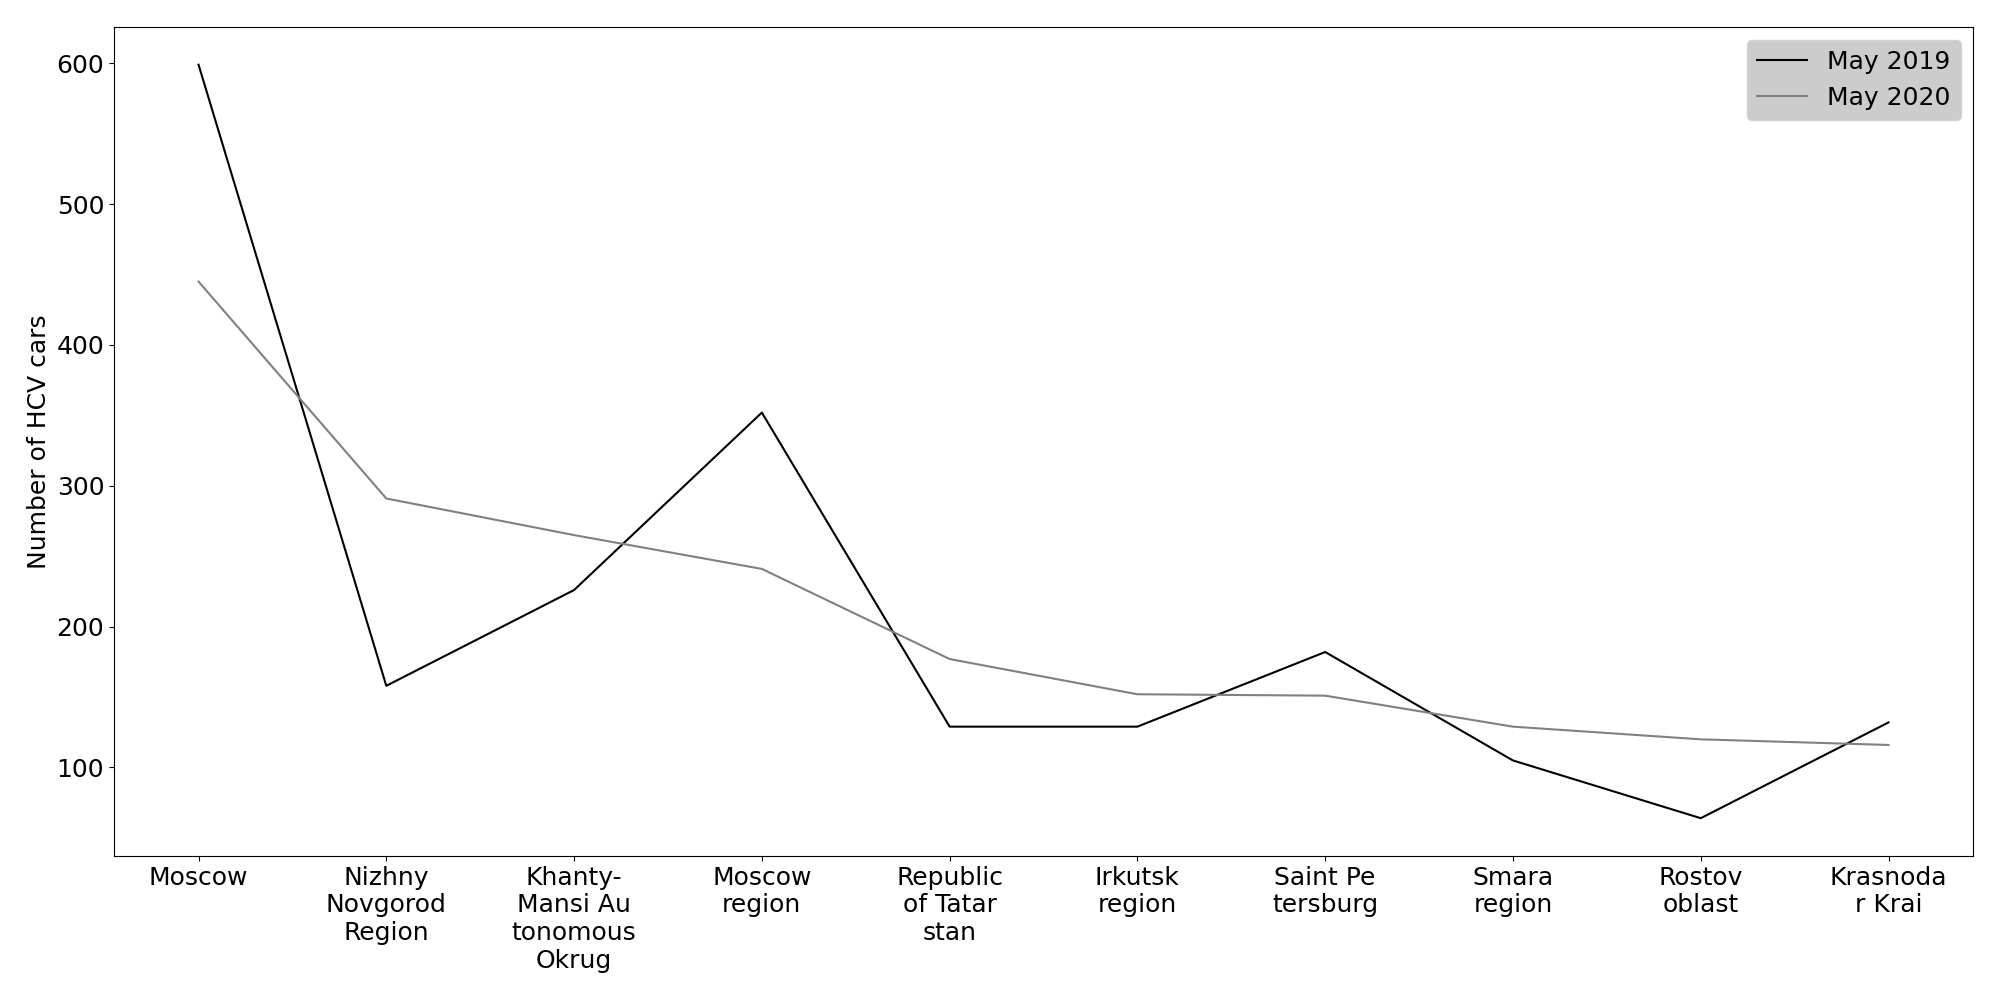 600
500
400
300
200
100
Number of HCV cars
May 2019
May 2020
Moscow
Nizhny
Novgorod
Region
Khanty-
Mansi Au
tonomous
Okrug
Moscow
region
Republic
of Tatar
stan
Irkutsk
region
Saint Pe
tersburg
Smara
region
Rostov
oblast
Krasnoda
r Krai